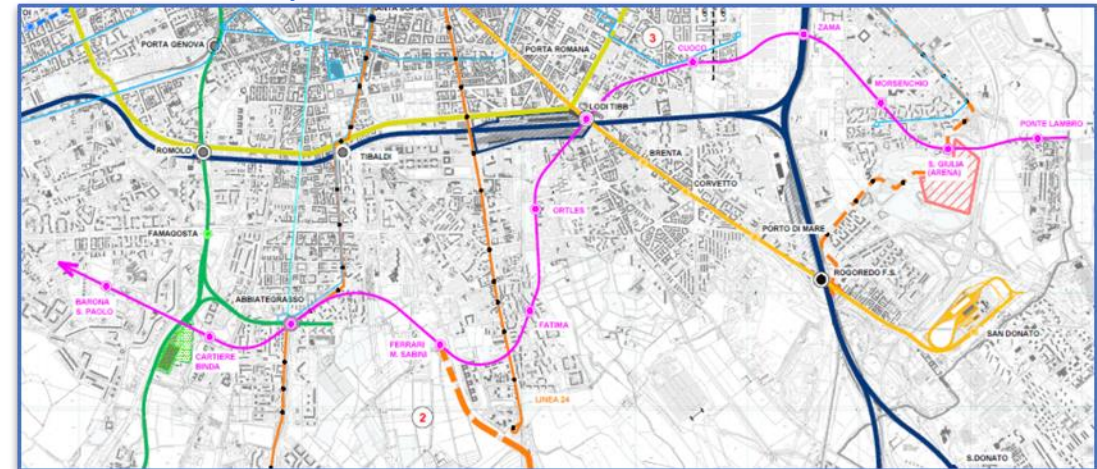 PORTA GENOVA
PORTA ROMANA
3
CUOCO
ZAMA
LODI TIBB
MORSENCHIO
PONTE LAMBRO
ROMOLO
TIBALDI
BRENTA
S. GIULIA
(ARENA)
CORVETTO
ORTLES
FAMAGOSTA
PORTO DI MARE
ROGOREDO F.S.
BARONA
S. PAOLO
ABBIATEGRASSO
FATIMA
SAN DONATO
CARTIERE
BINDA
FERRARI
M. SABINI
LINEA 24
2
S.DONATO